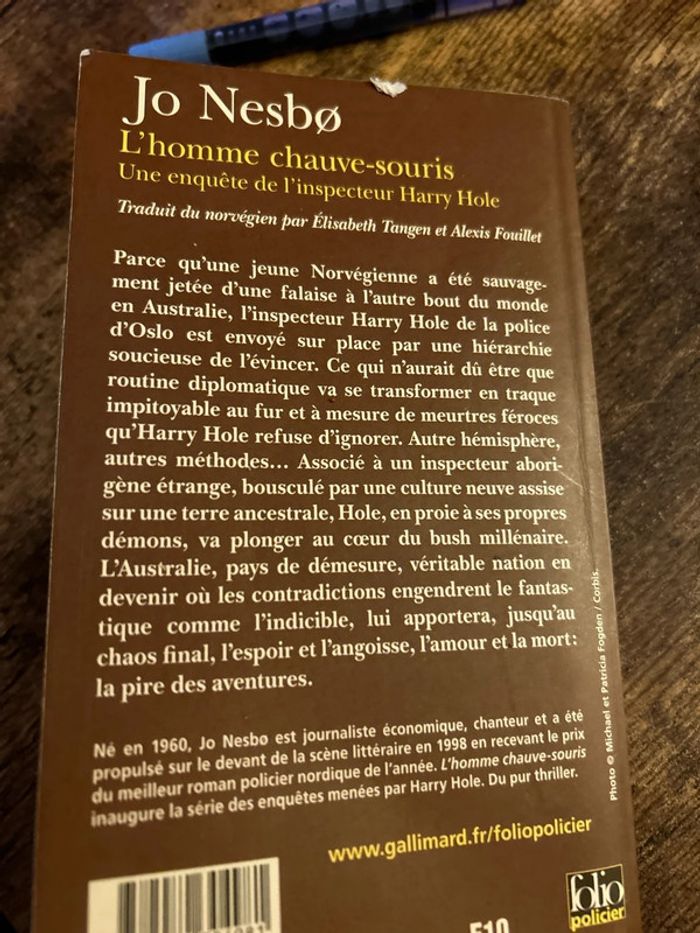 Jo Nesbø
L'homme chauve-souris
Une enquête de l'inspecteur Harry Hole
Traduit du norvégien par Élisabeth Tangen et Alexis Fouillet
Parce qu'une jeune Norvégienne a été sauvage-
ment jetée d'une falaise à l'autre bout du monde
en Australie, l'inspecteur Harry Hole de la police
d'Oslo est envoyé sur place par une hiérarchie
soucieuse de l'évincer. Ce qui n'aurait dû être que
routine diplomatique va se transformer en traque
impitoyable au fur et à mesure de meurtres féroces
qu'Harry Hole refuse d'ignorer. Autre hémisphère,
autres méthodes... Associé à un inspecteur abori-
gène étrange, bousculé par une culture neuve assise
sur une terre ancestrale, Hole, en proie à ses propres
démons, va plonger au cœur du bush millénaire.
L'Australie, pays de démesure, véritable nation en
devenir où les contradictions engendrent le fantas-
tique comme l'indicible, lui apportera, jusqu'au
chaos final, l'espoir et l'angoisse, l'amour et la mort :
la pire des aventures.
Né en 1960, Jo Nesbø est journaliste économique, chanteur et a été
propulsé sur le devant de la scène littéraire en 1998 en recevant le prix
du meilleur roman policier nordique de l'année. L'homme chauve-souris
inaugure la série des enquêtes menées par Harry Hole. Du pur thriller.
Photo © Michael et Patricia Fogden / Corbis.
www.gallimard.fr/foliopolicier
folio
policier